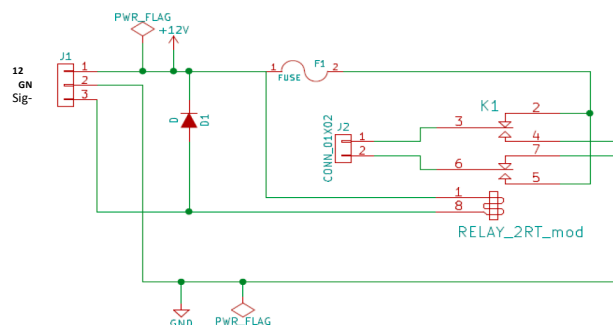 PWR_FLAG
+12V
J1
12
GN
Sig-
1
2
3
D
D1
1
FUSE
F1
2
J2
CONN_01X02
1
2
K1
3
2
4
7
6
5
1
8
RELAY_2RT_mod
GND
PWR_FLAG